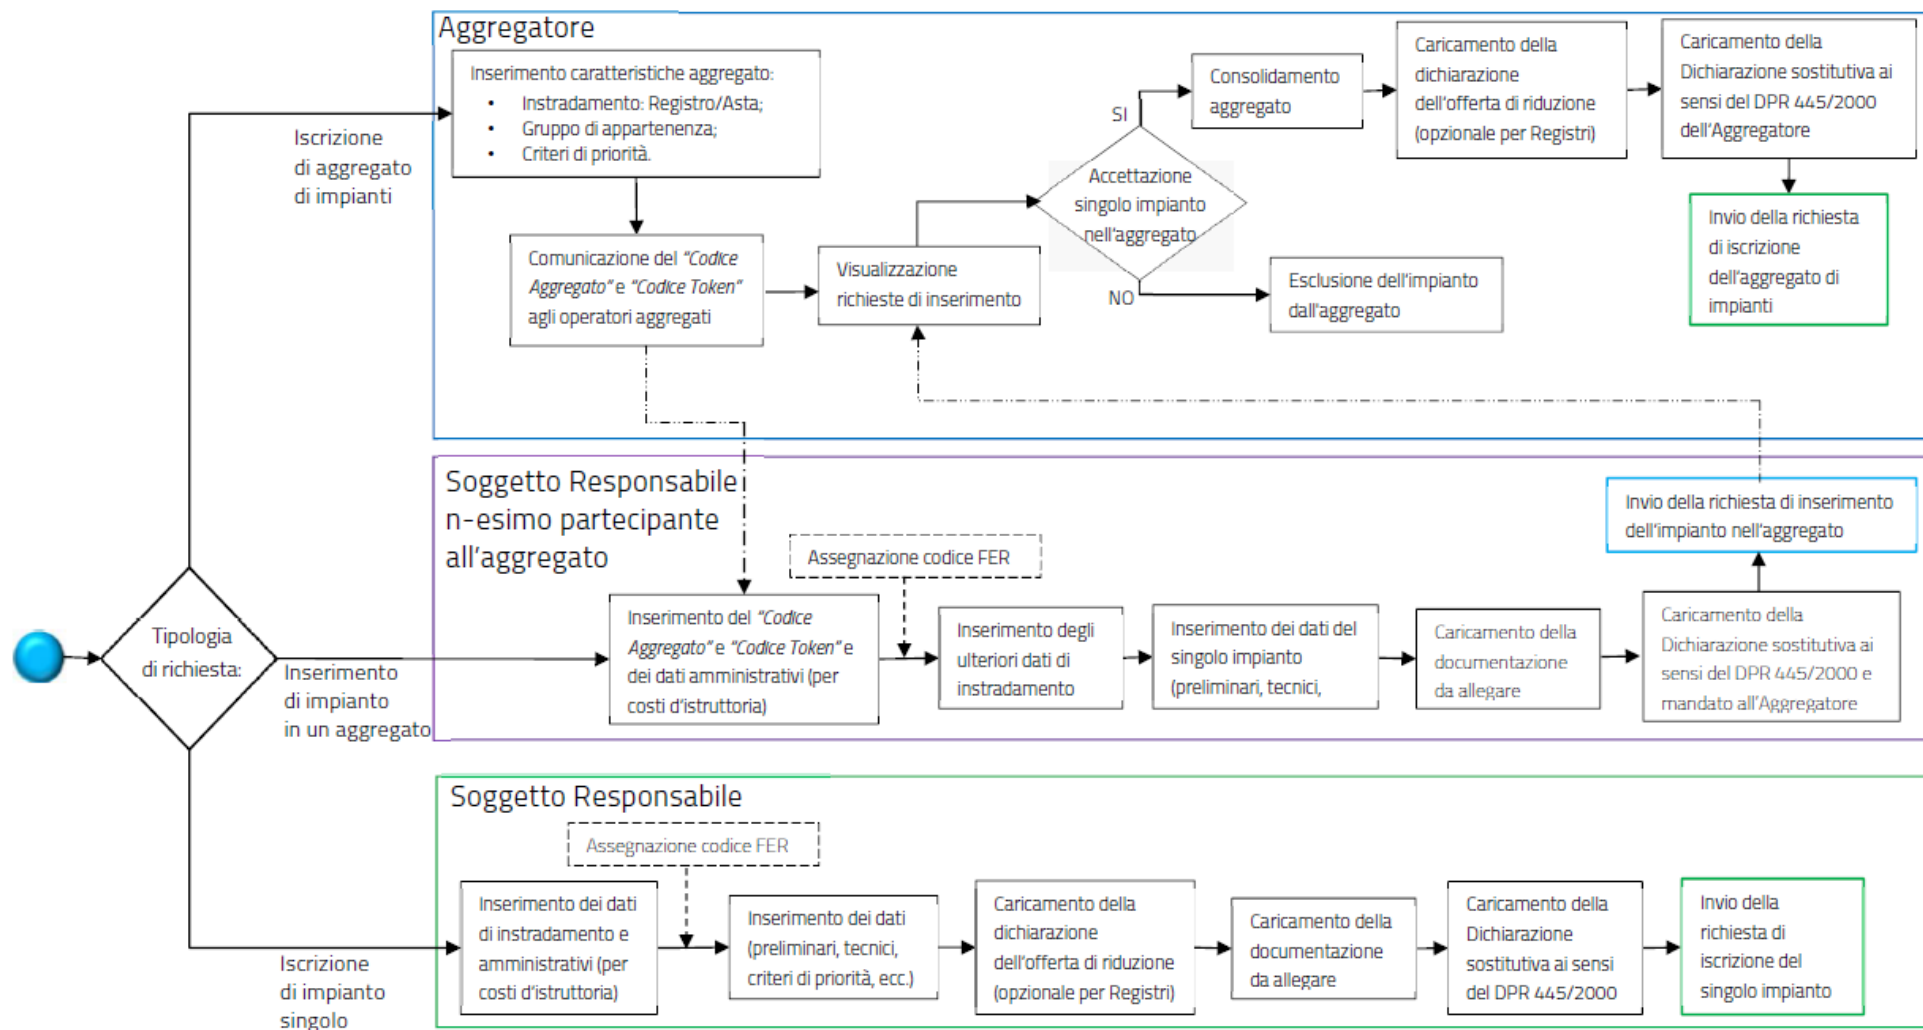 Aggregatore
Inserimento caratteristiche aggregato:
• Instradamento: Registro/Asta;
• Gruppo di appartenenza;
• Criteri di priorità.
Comunicazione del “Codice
Aggregato” e “Codice Token”
agli operatori aggregati
Visualizzazione
richieste di inserimento
Accettazione
singolo impianto
nell’aggregato
SI
NO
Consolidamento
aggregato
Caricamento della
dichiarazione
dell’offerta di riduzione
(opzionale per Registri)
Caricamento della
Dichiarazione sostitutiva ai
sensi del DPR 445/2000
dell’Aggregatore
Invio della richiesta
di iscrizione
dell’aggregato di
impianti
Esclusione dell’impianto
dall’aggregato
Iscrizione
di aggregato
di impianti
Tipologia
di richiesta:
Inserimento
di impianto
in un aggregato
Iscrizione
di impianto
singolo
Soggetto Responsabile
n-esimo partecipante
all’aggregato
Assegnazione codice FER
Inserimento del “Codice
Aggregato” e “Codice Token” e
dei dati amministrativi (per
costi d’istruttoria)
Inserimento degli
ulteriori dati di
instradamento
Inserimento dei dati del
singolo impianto
(preliminari, tecnici,
Caricamento della
documentazione
da allegare
Caricamento della
Dichiarazione sostitutiva ai
sensi del DPR 445/2000 e
mandato all’Aggregatore
Invio della richiesta di inserimento
dell’impianto nell’aggregato
Soggetto Responsabile
Assegnazione codice FER
Inserimento dei dati
di instradamento e
amministrativi (per
costi d’istruttoria)
Inserimento dei dati
(preliminari, tecnici,
criteri di priorità, ecc.)
Caricamento della
dichiarazione
dell’offerta di riduzione
(opzionale per Registri)
Caricamento della
documentazione
da allegare
Caricamento della
Dichiarazione
sostitutiva ai sensi
del DPR 445/2000
Invio della
richiesta di
iscrizione del
singolo impianto